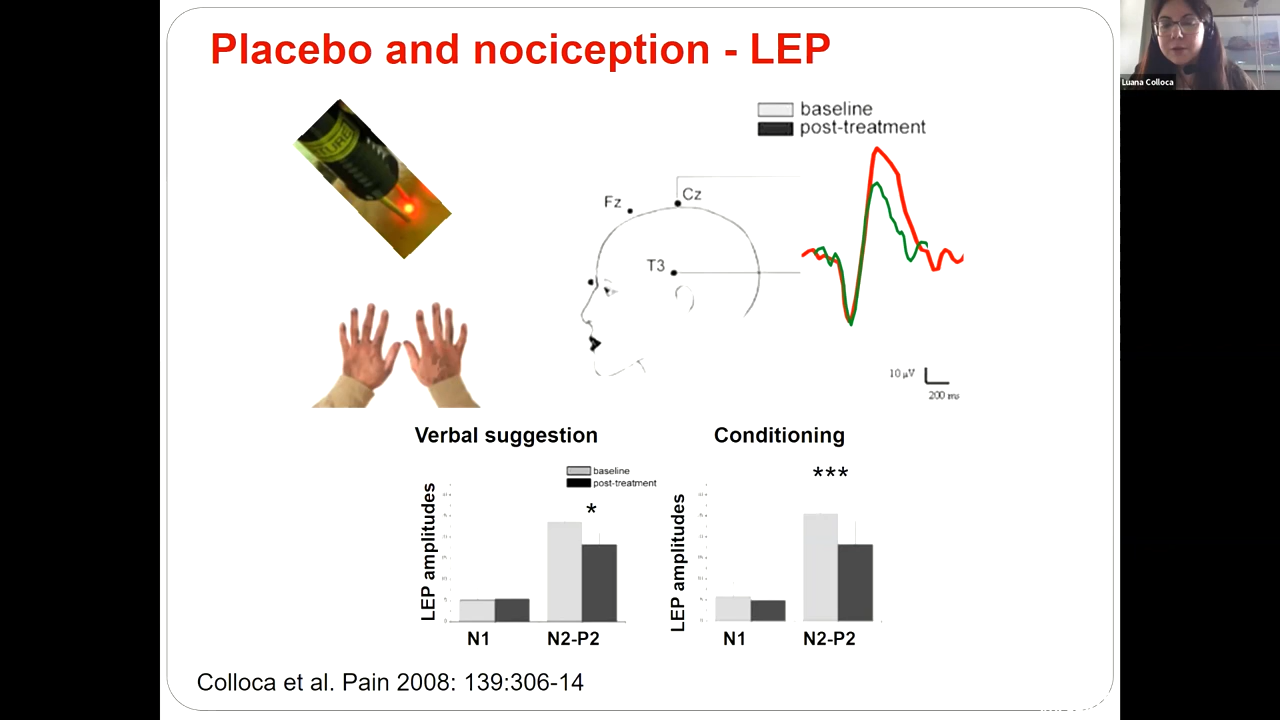 Placebo and nociception - LEP
Luana Colloca
baseline
post-treatment
Fz
Cz
T3
10 µV
200 ms
Verbal suggestion
Conditioning
baseline
post-treatment
*
***
LEP amplitudes
LEP amplitudes
N1
N2-P2
N1
N2-P2
Colloca et al. Pain 2008: 139:306-14